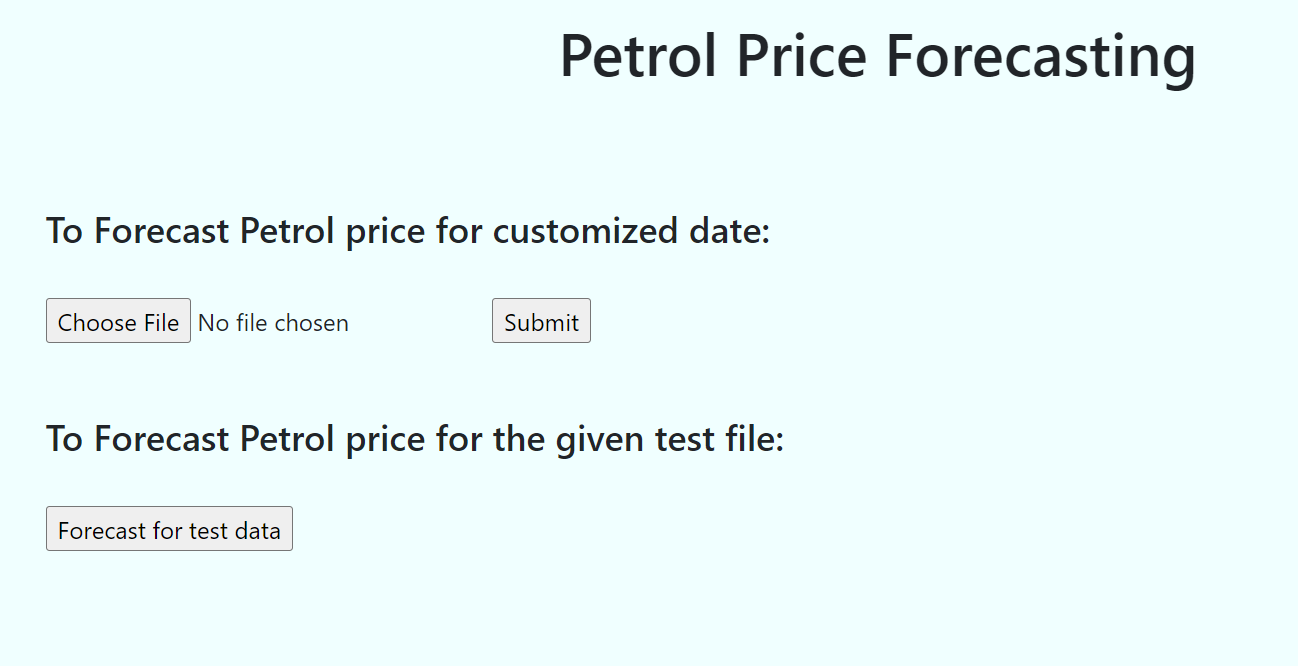 Petrol Price Forecasting
To Forecast Petrol price for customized date:
Choose File No file chosen Submit
To Forecast Petrol price for the given test file:
Forecast for test data